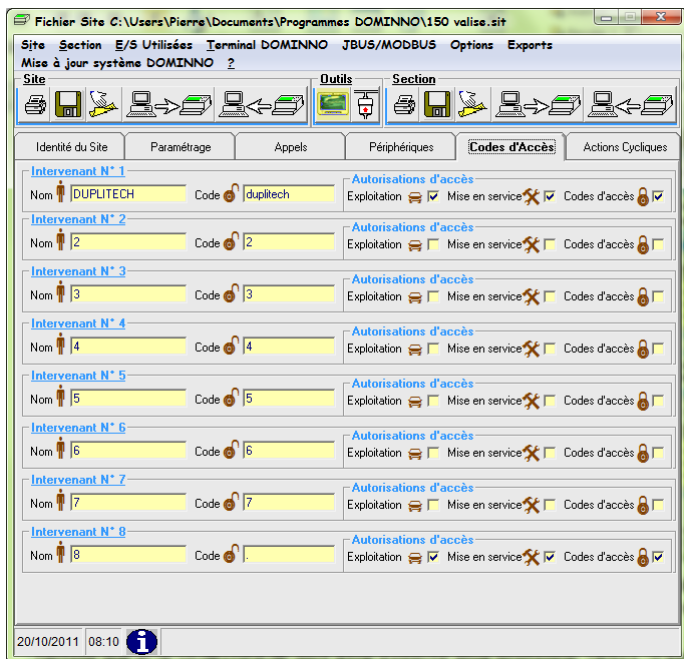 Fichier Site C:\Users\Pierre\Documents\Programmes DOMINNO\150 valise.sit
Site Section E/S Utilisées Terminal DOMINNO JBUS/MODBUS Options Exports
Mise à jour système DOMINNO ?
Site Outils Section
Identité du Site Paramétrage Appels Périphériques Codes d'Accès Actions Cycliques
Intervenant N° 1 Autorisations d'accès
Nom DUPLITECH Code duplitech Exploitation Mise en service Codes d'accès
Intervenant N° 2 Autorisations d'accès
Nom 2 Code 2 Exploitation Mise en service Codes d'accès
Intervenant N° 3 Autorisations d'accès
Nom 3 Code 3 Exploitation Mise en service Codes d'accès
Intervenant N° 4 Autorisations d'accès
Nom 4 Code 4 Exploitation Mise en service Codes d'accès
Intervenant N° 5 Autorisations d'accès
Nom 5 Code 5 Exploitation Mise en service Codes d'accès
Intervenant N° 6 Autorisations d'accès
Nom 6 Code 6 Exploitation Mise en service Codes d'accès
Intervenant N° 7 Autorisations d'accès
Nom 7 Code 7 Exploitation Mise en service Codes d'accès
Intervenant N° 8 Autorisations d'accès
Nom 8 Code . Exploitation Mise en service Codes d'accès
20/10/2011 08:10 i